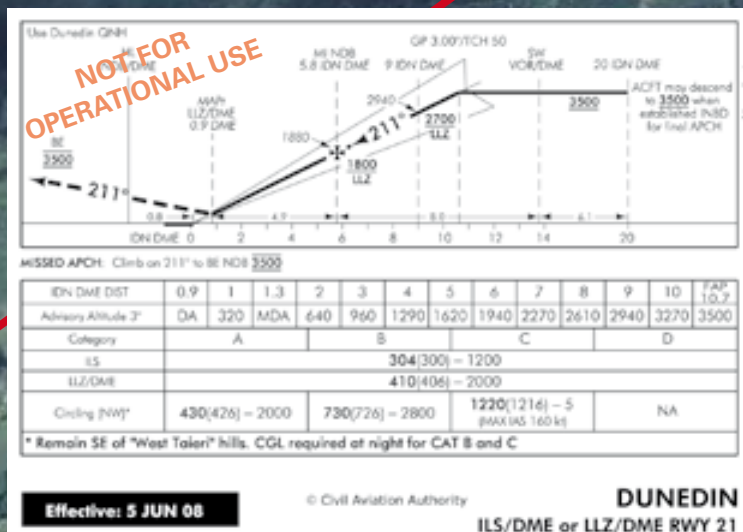 Use Dunedin QNH
NOT FOR
OPERATIONAL USE
GP 3.00°/TCH 50
MI NDB
5.8 IDN DME
9 IDN DME
SW
VOR/DME
20 IDN DME
MAPt
LLZ/DME
0.9 DME
2940
3500
ACFT may descend
to 3500 when
established INBD
for final APCH
1880
211°
2700
LLZ
1800
LLZ
BE
3500
211°
0.8 4.9 8.0 6.1
IDN DME 0 2 4 6 8 10 12 14 20
MISSED APCH: Climb on 211° to BE NDB 3500
IDN DME DIST 0.9 1 1.3 2 3 4 5 6 7 8 9 10 FAP 10.7
Advisory Altitude 3° DA 320 MDA 640 960 1290 1620 1940 2270 2610 2940 3270 3500
Category A B C D
ILS 304(300) – 1200
LLZ/DME 410(406) – 2000
Circling (NW)* 430(426) – 2000 730(726) – 2800 1220(1216) – 5 (MAX IAS 160 kt) NA
* Remain SE of "West Taieri" hills. CGL required at night for CAT B and C
Effective: 5 JUN 08
© Civil Aviation Authority
DUNEDIN
ILS/DME or LLZ/DME RWY 21